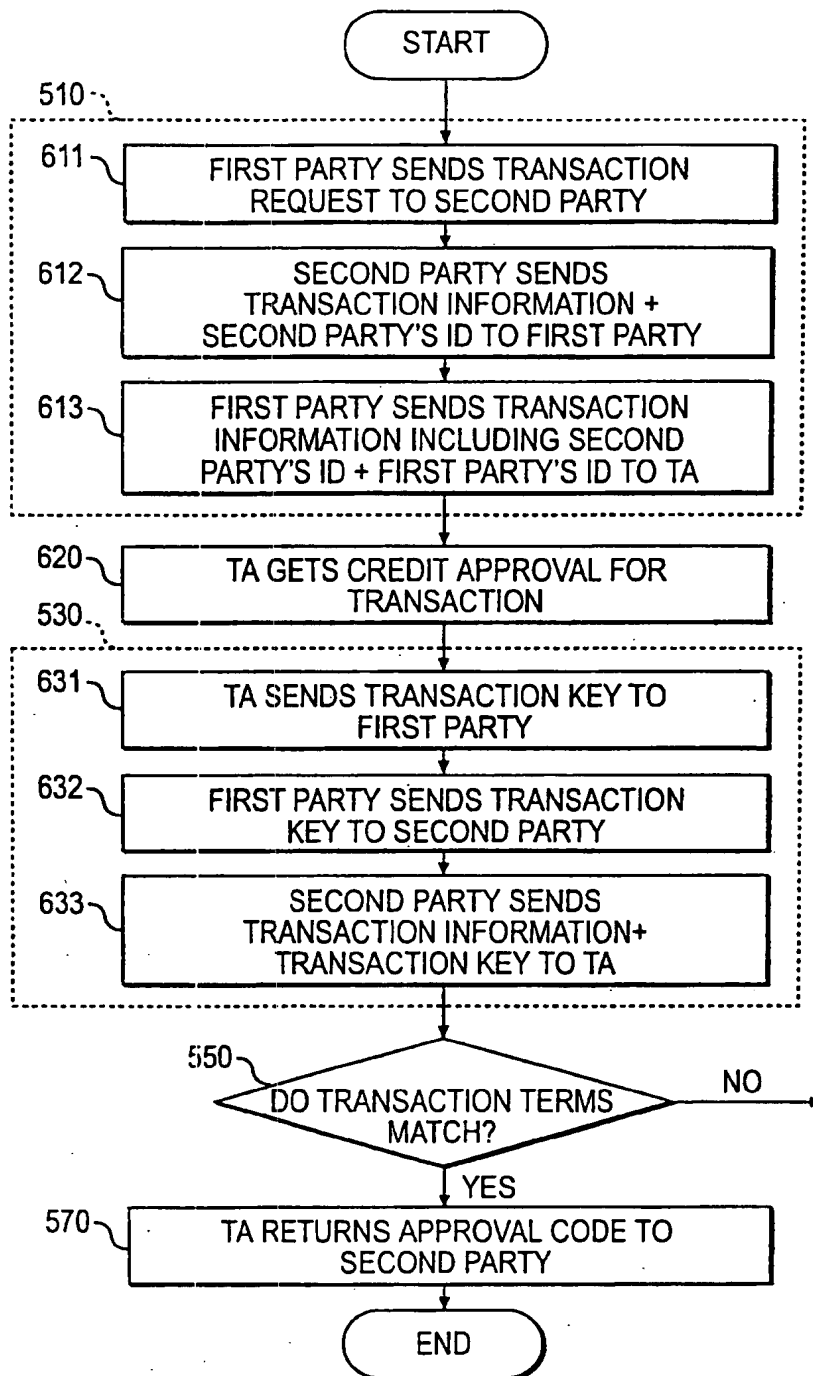 START
510
611
FIRST PARTY SENDS TRANSACTION
REQUEST TO SECOND PARTY
612
SECOND PARTY SENDS
TRANSACTION INFORMATION +
SECOND PARTY'S ID TO FIRST PARTY
613
FIRST PARTY SENDS TRANSACTION
INFORMATION INCLUDING SECOND
PARTY'S ID + FIRST PARTY'S ID TO TA
620
TA GETS CREDIT APPROVAL FOR
TRANSACTION
530
631
TA SENDS TRANSACTION KEY TO
FIRST PARTY
632
FIRST PARTY SENDS TRANSACTION
KEY TO SECOND PARTY
633
SECOND PARTY SENDS
TRANSACTION INFORMATION+
TRANSACTION KEY TO TA
550
DO TRANSACTION TERMS
MATCH?
NO
YES
570
TA RETURNS APPROVAL CODE TO
SECOND PARTY
END